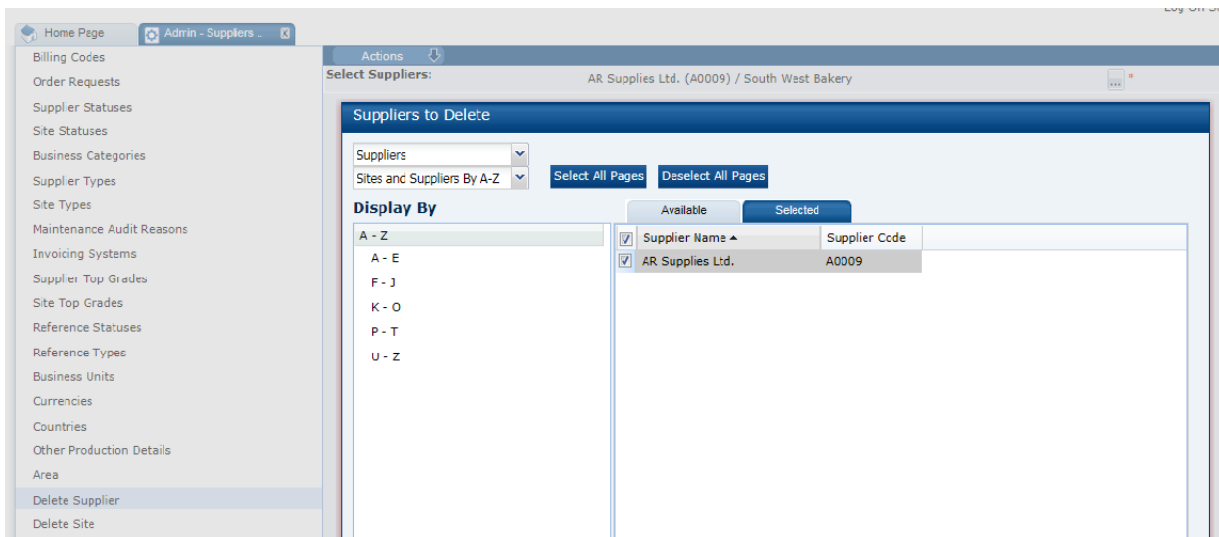 Home Page
Admin - Suppliers ..
Billing Codes
Order Requests
Supplier Statuses
Site Statuses
Business Categories
Supplier Types
Site Types
Maintenance Audit Reasons
Invoicing Systems
Supplier Top Grades
Site Top Grades
Reference Statuses
Reference Types
Business Units
Currencies
Countries
Other Production Details
Area
Delete Supplier
Delete Site
Actions
Select Suppliers: AR Supplies Ltd. (A0009) / South West Bakery ... *
Suppliers to Delete
Suppliers
Sites and Suppliers By A-Z Select All Pages Deselect All Pages
Display By
A - Z
A - E
F - J
K - O
P - T
U - Z
Available Selected
Supplier Name Supplier Code
AR Supplies Ltd. A0009